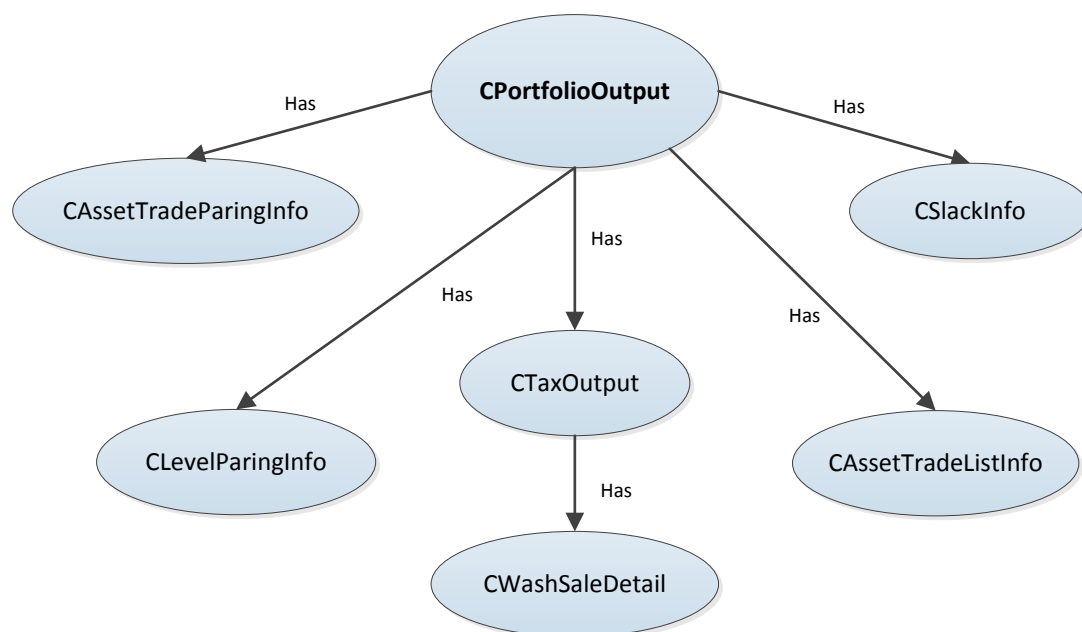 CPortfolioOutput
Has
Has
CAssetTradeParingInfo
CSlackInfo
Has
Has
Has
CTaxOutput
CLevelParingInfo
CAssetTradeListInfo
Has
CWashSaleDetail